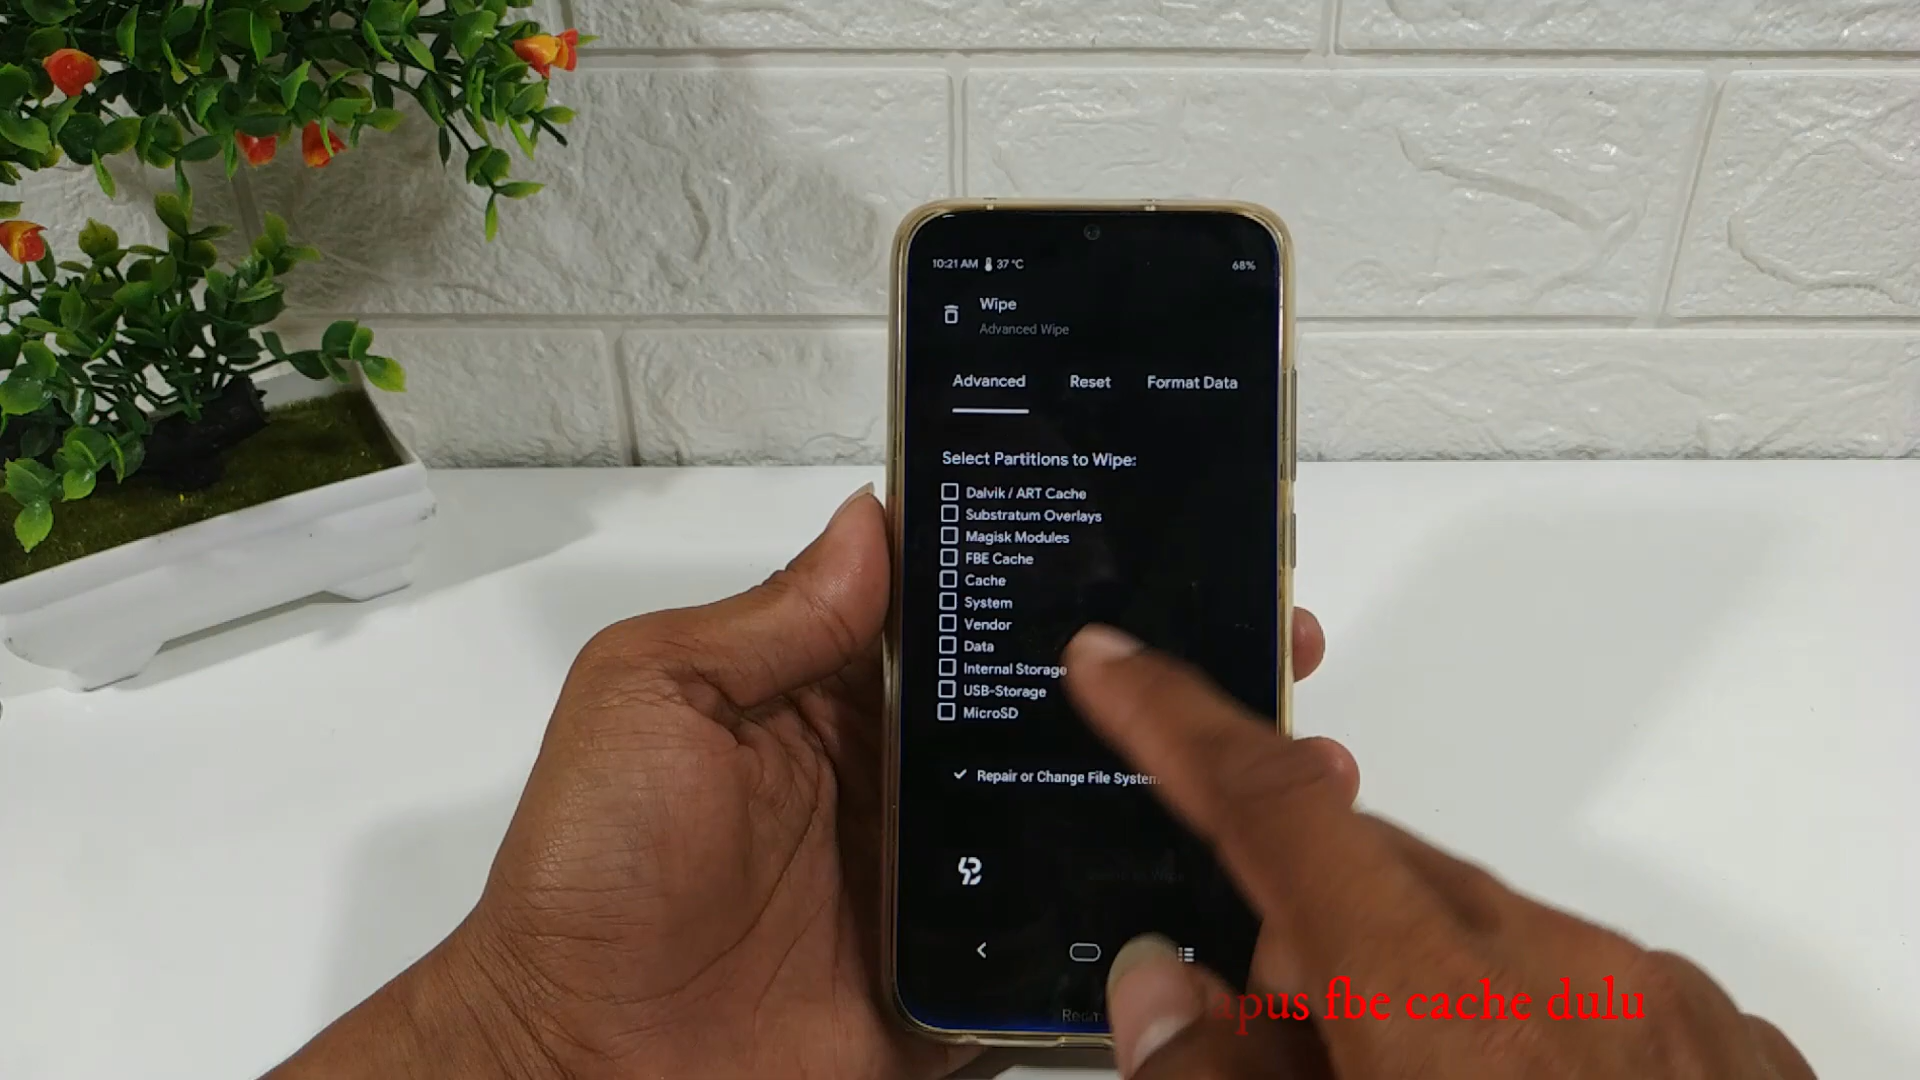 10:21 AM 37 °C 68%
Wipe
Advanced Wipe
Advanced Reset Format Data
Select Partitions to Wipe:
Dalvik / ART Cache
Substratum Overlays
Magisk Modules
FBE Cache
Cache
System
Vendor
Data
Internal Storage
USB-Storage
MicroSD
Repair or Change File System
fbe cache dulu